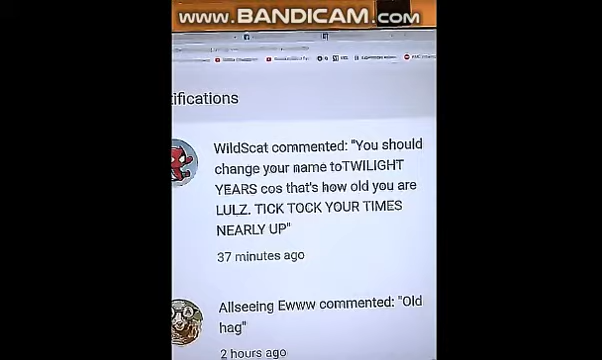 www.BANDICAM.com
tifications
WildScat commented: "You should
change your name toTWILIGHT
YEARS cos that's how old you are
LULZ. TICK TOCK YOUR TIMES
NEARLY UP"
37 minutes ago
Allseeing Ewww commented: "Old
hag"
2 hours ago